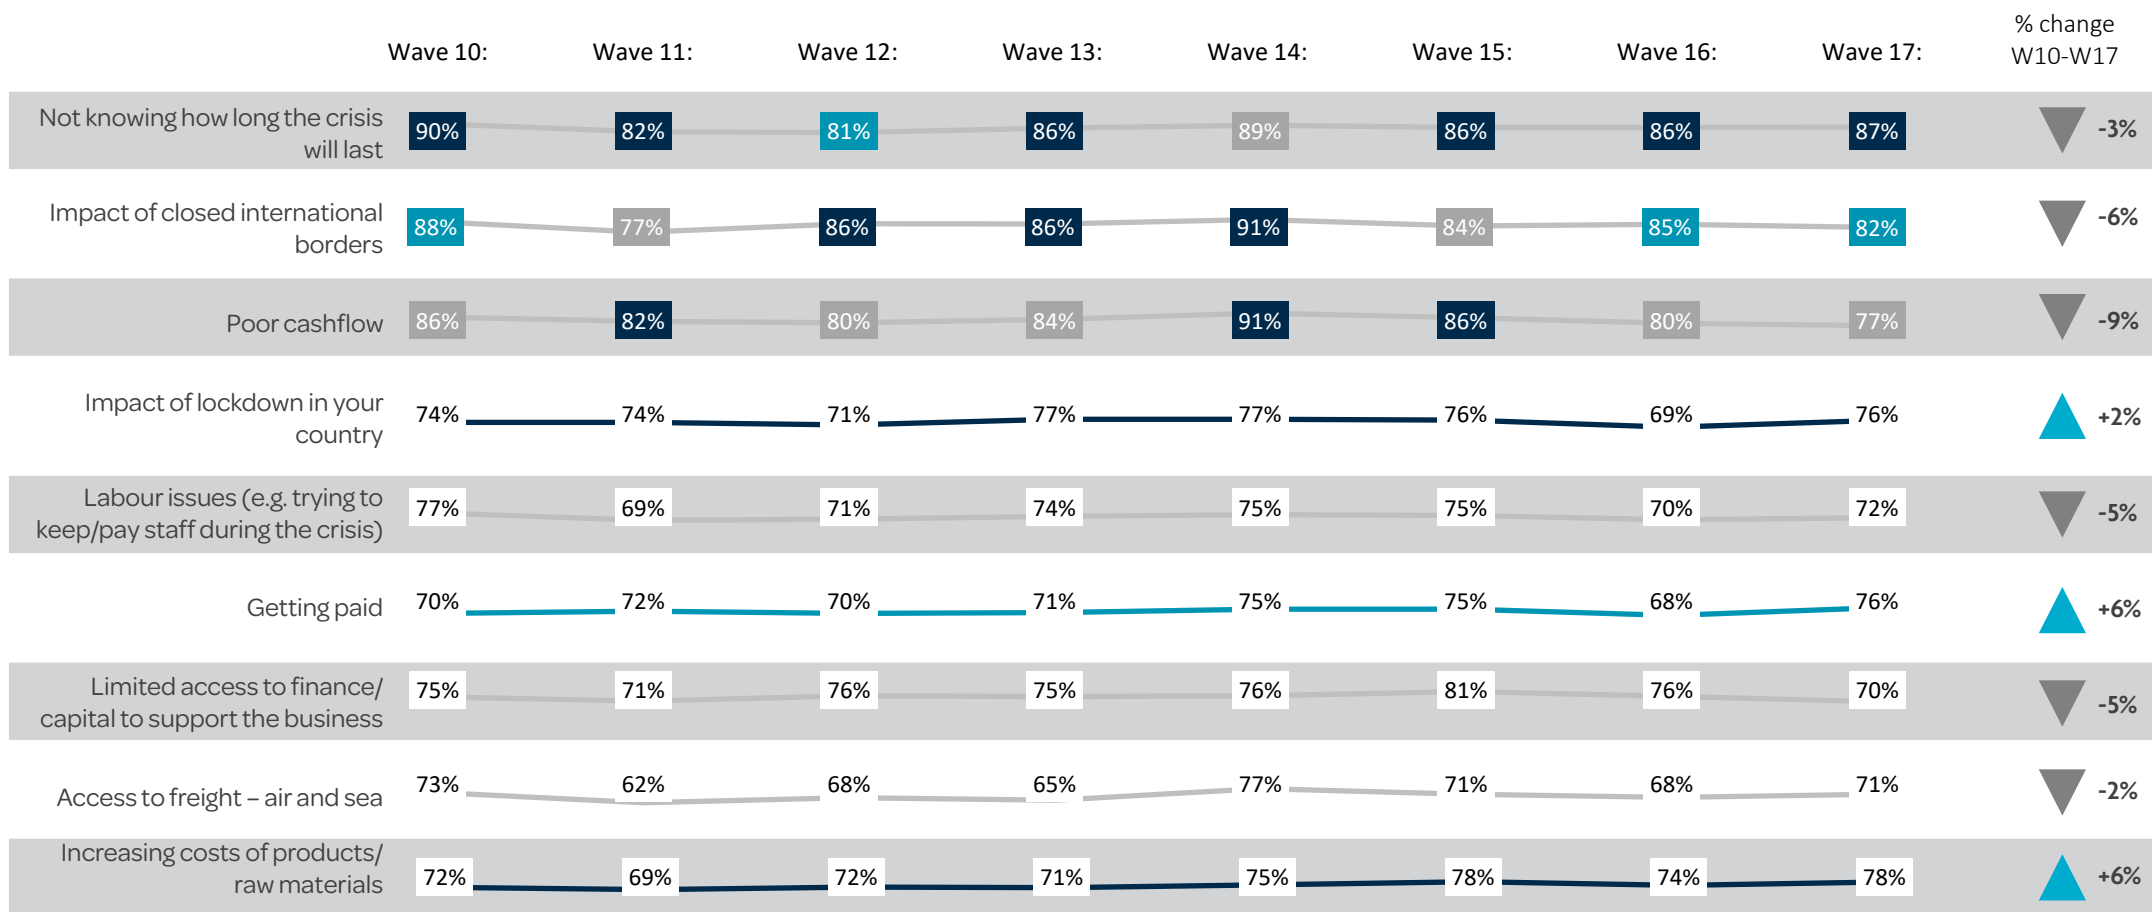 % change
Wave 10: Wave 11: Wave 12: Wave 13: Wave 14: Wave 15: Wave 16: Wave 17: W10-W17
Not knowing how long the crisis
will last
90% 82% 81% 86% 89% 86% 86% 87% -3%
Impact of closed international
borders
88% 77% 86% 86% 91% 84% 85% 82% -6%
Poor cashflow 86% 82% 80% 84% 91% 86% 80% 77% -9%
Impact of lockdown in your
country
74% 74% 71% 77% 77% 76% 69% 76% +2%
Labour issues (e.g. trying to
keep/pay staff during the crisis)
77% 69% 71% 74% 75% 75% 70% 72% -5%
Getting paid 70% 72% 70% 71% 75% 75% 68% 76% +6%
Limited access to finance/
capital to support the business
75% 71% 76% 75% 76% 81% 76% 70% -5%
Access to freight – air and sea 73% 62% 68% 65% 77% 71% 68% 71% -2%
Increasing costs of products/
raw materials
72% 69% 72% 71% 75% 78% 74% 78% +6%